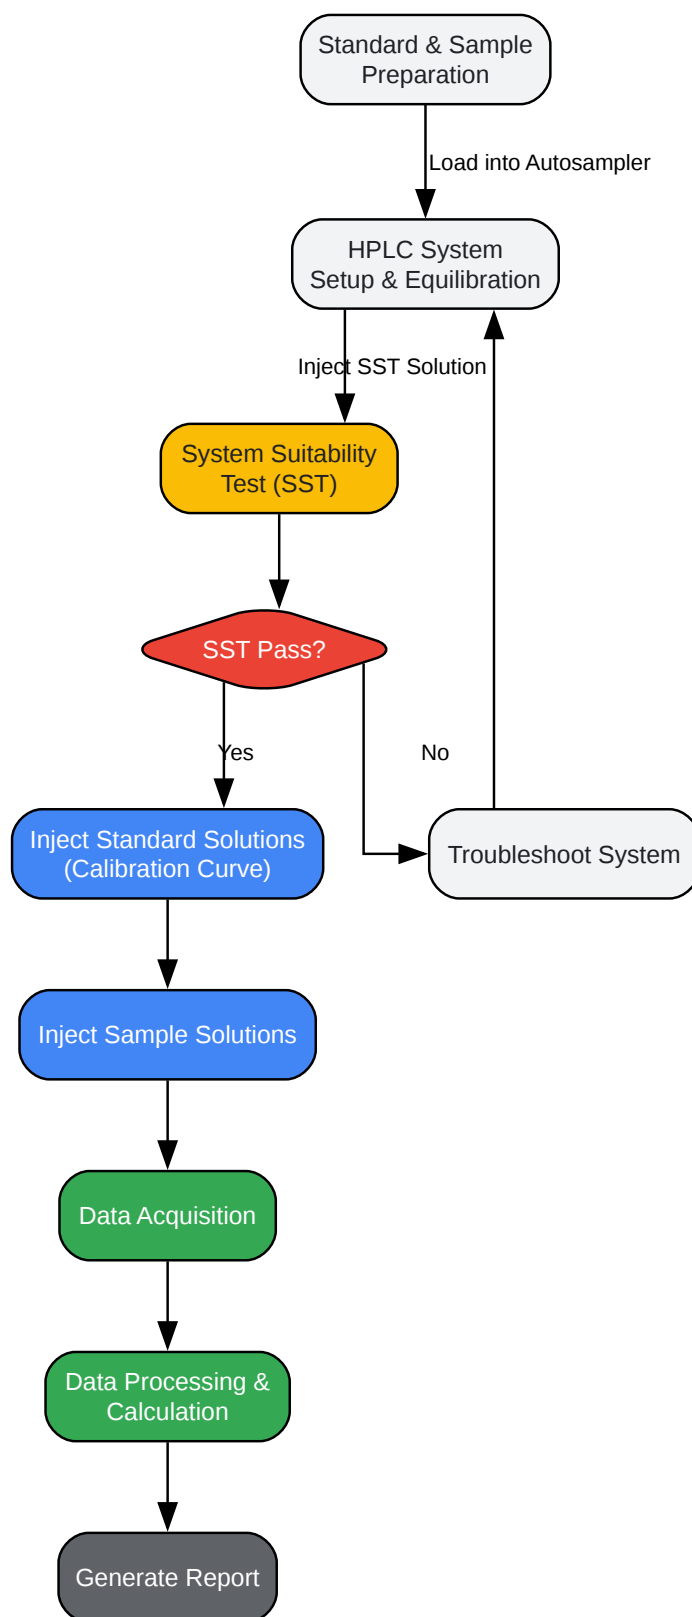 Standard & Sample
Preparation
Load into Autosampler
HPLC System
Setup & Equilibration
Inject SST Solution
System Suitability
Test (SST)
SST Pass?
Yes
No
Inject Standard Solutions
(Calibration Curve)
Troubleshoot System
Inject Sample Solutions
Data Acquisition
Data Processing &
Calculation
Generate Report